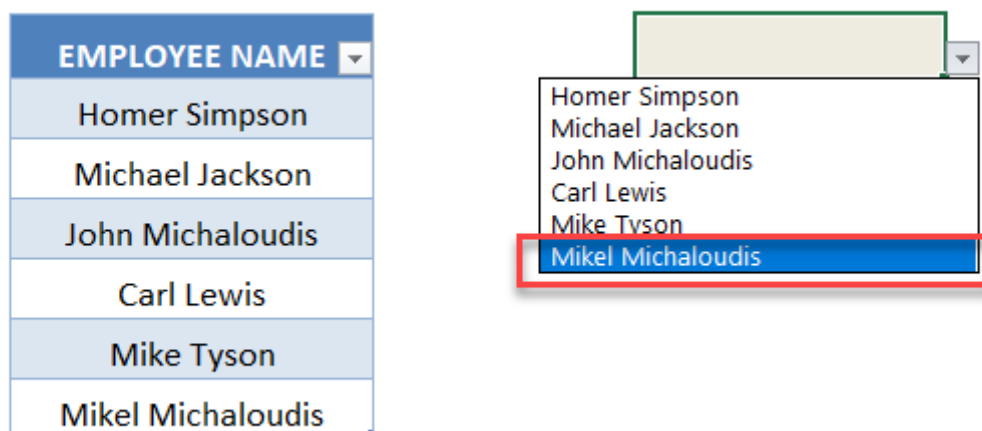 EMPLOYEE NAME
Homer Simpson
Michael Jackson
John Michaloudis
Carl Lewis
Mike Tyson
Mikel Michaloudis
Homer Simpson
Michael Jackson
John Michaloudis
Carl Lewis
Mike Tyson
Mikel Michaloudis